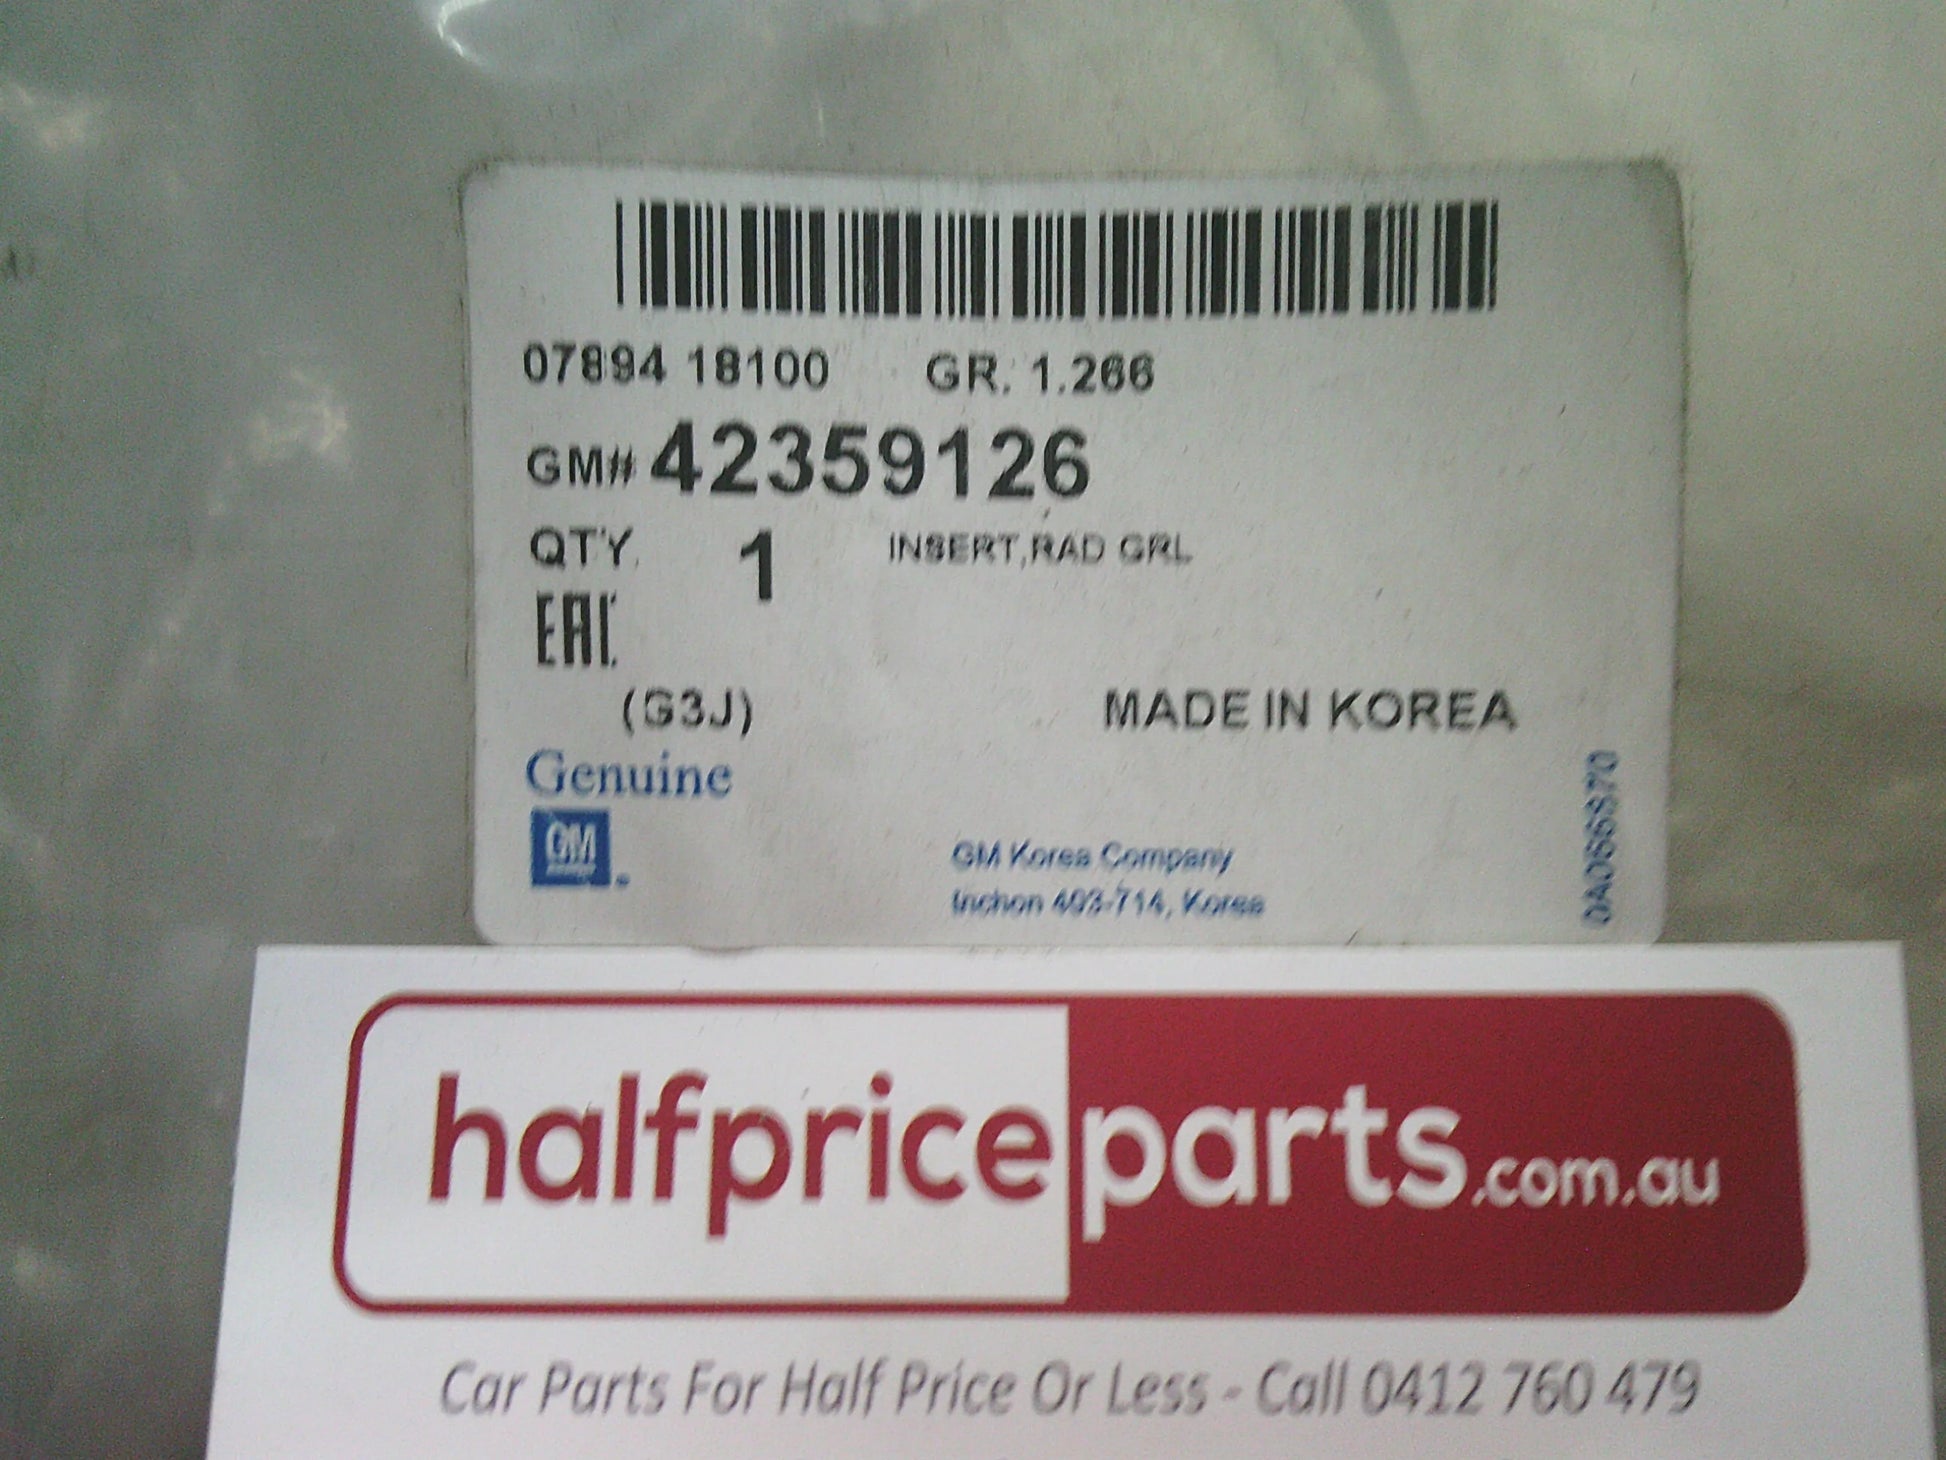 07894 18100 GR. 1.266
GM# 42359126
QTY. 1 INSERT,RAD GRL
EAC
(G3J) MADE IN KOREA
Genuine
GM
GM Korea Company
Inchon 403-714, Korea
halfpriceparts.com.au
Car Parts For Half Price Or Less - Call 0412 760 479